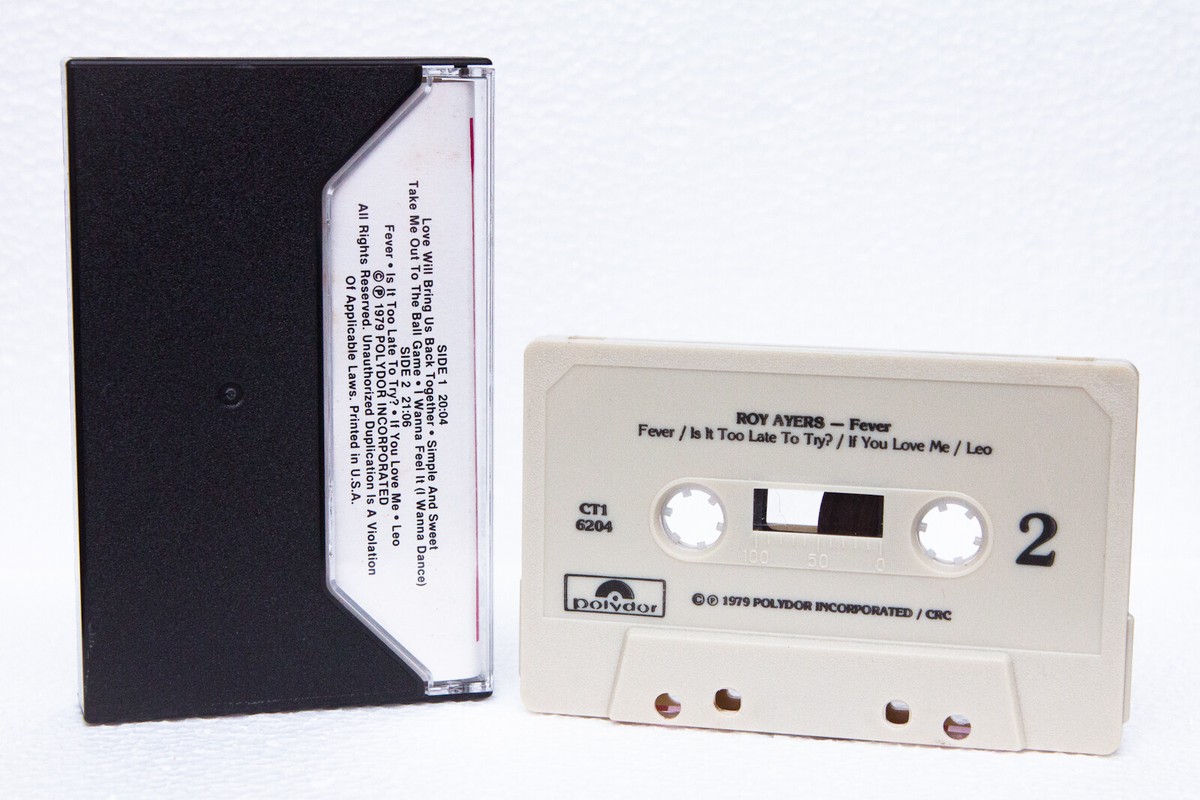 SIDE 1 20:04
Love Will Bring Us Back Together • Simple And Sweet
Take Me Out To The Ball Game • I Wanna Feel It (I Wanna Dance)
SIDE 2 21:06
Fever • Is It Too Late To Try? • If You Love Me • Leo
© ℗ 1979 POLYDOR INCORPORATED
All Rights Reserved. Unauthorized Duplication Is A Violation
Of Applicable Laws. Printed in U.S.A.
ROY AYERS — Fever
Fever / Is It Too Late To Try? / If You Love Me / Leo
CT1
6204
2
100 50 0
polydor
© ℗ 1979 POLYDOR INCORPORATED / CRC